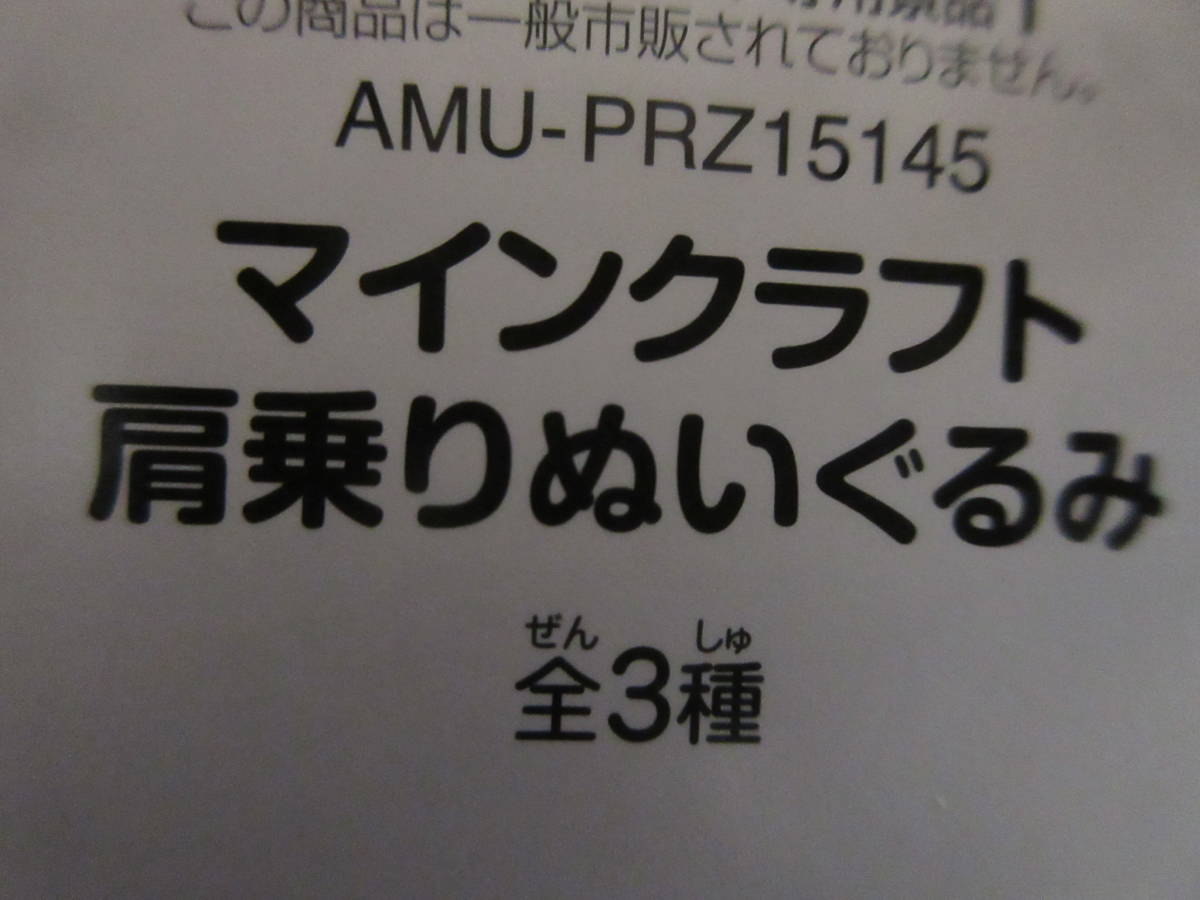 この商品は一般市販されておりません。
AMU-PRZ15145
マインクラフト
肩乗りぬいぐるみ
ぜん しゅ
全3種